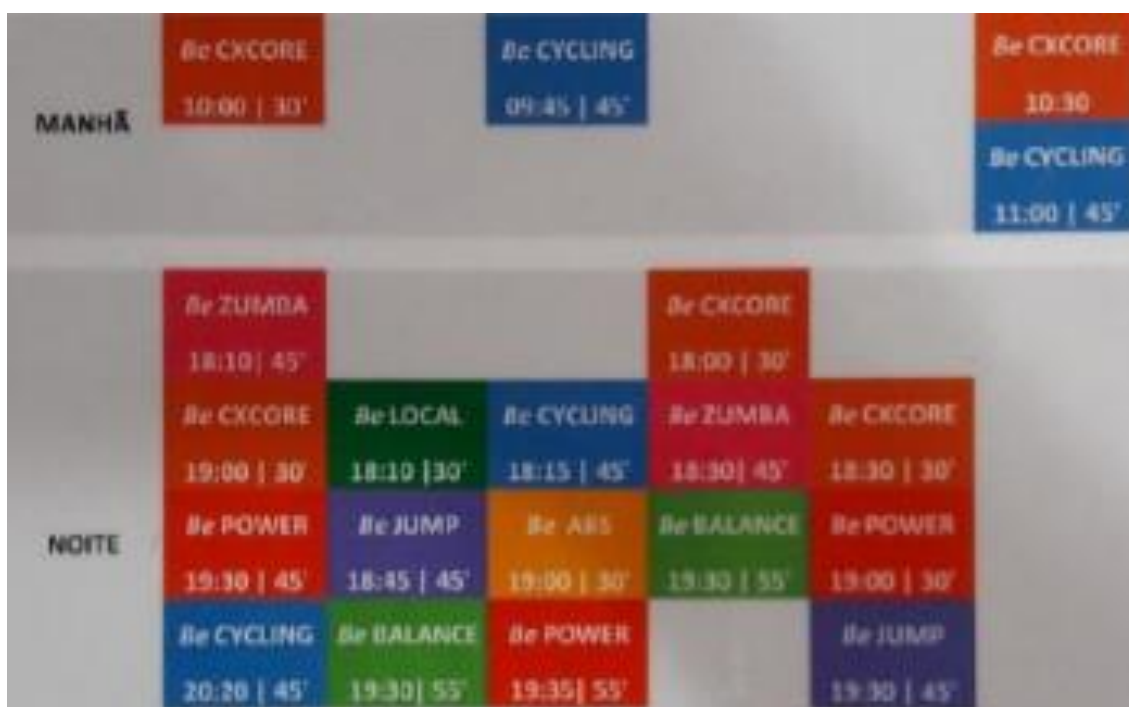 Be CXCORE Be CYCLING Be CXCORE
10:00 | 30' 09:45 | 45' 10:30
MANHÃ
Be CYCLING
11:00 | 45'
Be ZUMBA Be CXCORE
18:10| 45' 18:00 | 30'
Be CXCORE Be LOCAL Be CYCLING Be ZUMBA Be CXCORE
19:00 | 30' 18:10 |30' 18:15 | 45' 18:30| 45' 18:30 | 30'
Be POWER Be JUMP Be ABS Be BALANCE Be POWER
NOITE
19:30 | 45' 18:45 | 45' 19:00 | 30' 19:30 | 55' 19:00 | 30'
Be CYCLING Be BALANCE Be POWER Be JUMP
20:20 | 45' 19:30| 55' 19:35| 55' 19:30 | 45'